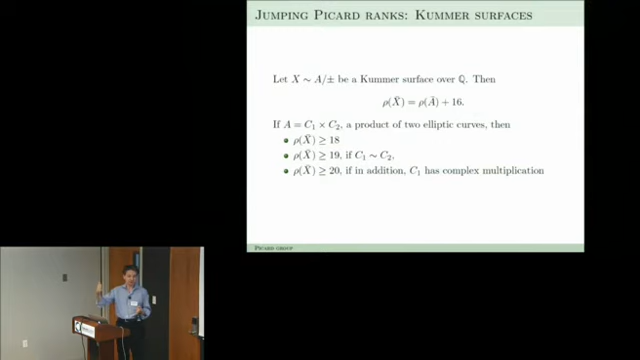 Jumping Picard ranks: Kummer surfaces
Let X ∼ A/± be a Kummer surface over ℚ. Then
ρ(X̄) = ρ(Ā) + 16.
If A = C₁ × C₂, a product of two elliptic curves, then
ρ(X̄) ≥ 18
ρ(X̄) ≥ 19, if C₁ ∼ C₂,
ρ(X̄) ≥ 20, if in addition, C₁ has complex multiplication
Picard group